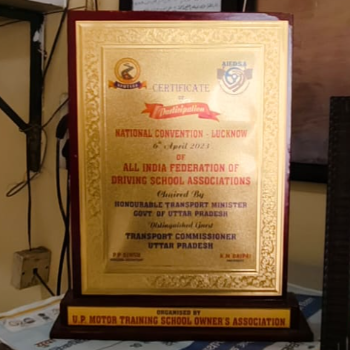 CERTIFICATE
OF
Participation
NATIONAL CONVENTION - LUCKNOW
6th April 2023
OF
ALL INDIA FEDERATION OF
DRIVING SCHOOL ASSOCIATIONS
Chaired By
HONOURABLE TRANSPORT MINISTER
GOVT. OF UTTAR PRADESH
Distinguished Guest
TRANSPORT COMMISSIONER
UTTAR PRADESH
ORGANISED BY
U.P. MOTOR TRAINING SCHOOL OWNER'S ASSOCIATION